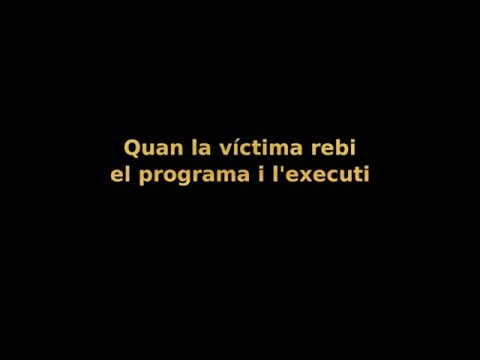 Quan la víctima rebi
el programa i l'executi